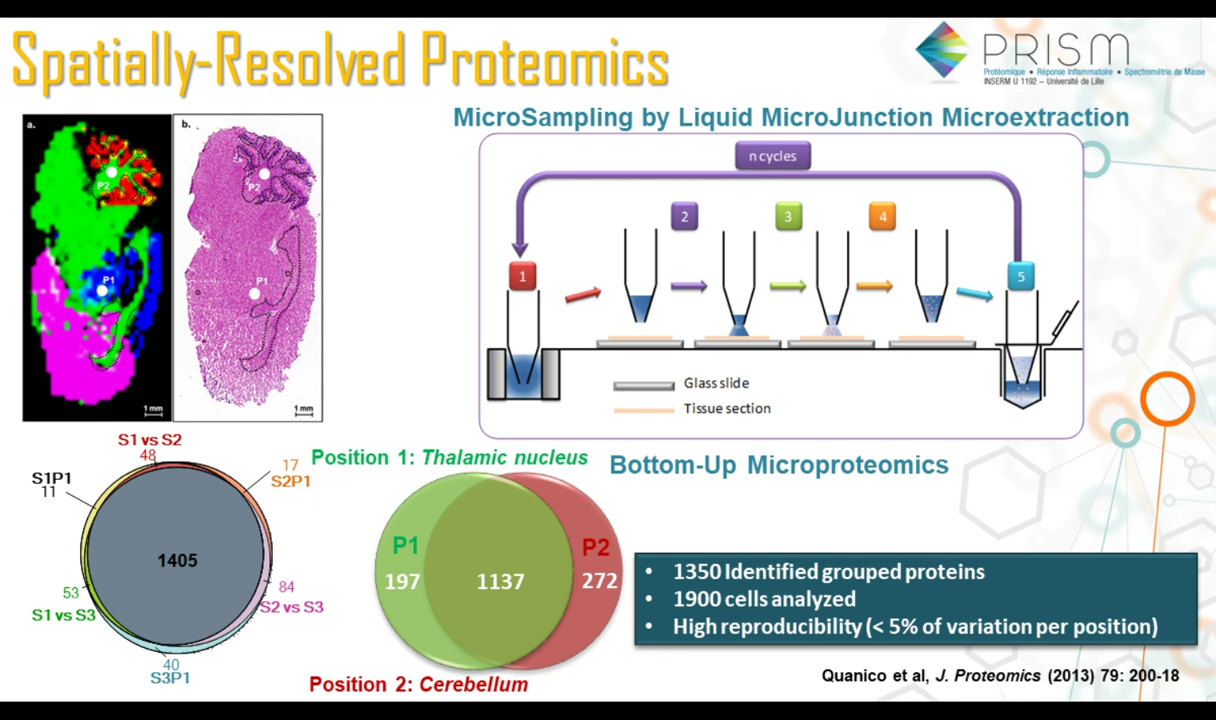 Spatially-Resolved Proteomics
PRISM
Protéomique • Réponse Inflammatoire • Spectrométrie de Masse
INSERM U 1192 – Université de Lille
a.
P2
P1
1 mm
b.
P2
P1
1 mm
MicroSampling by Liquid MicroJunction Microextraction
n cycles
1
2
3
4
5
Glass slide
Tissue section
S1 vs S2
48
17
S2P1
S1P1
11
1405
53
S1 vs S3
84
S2 vs S3
40
S3P1
Position 1: Thalamic nucleus
P1
197
1137
P2
272
Position 2: Cerebellum
Bottom-Up Microproteomics
• 1350 Identified grouped proteins
• 1900 cells analyzed
• High reproducibility (< 5% of variation per position)
Quanico et al, J. Proteomics (2013) 79: 200-18